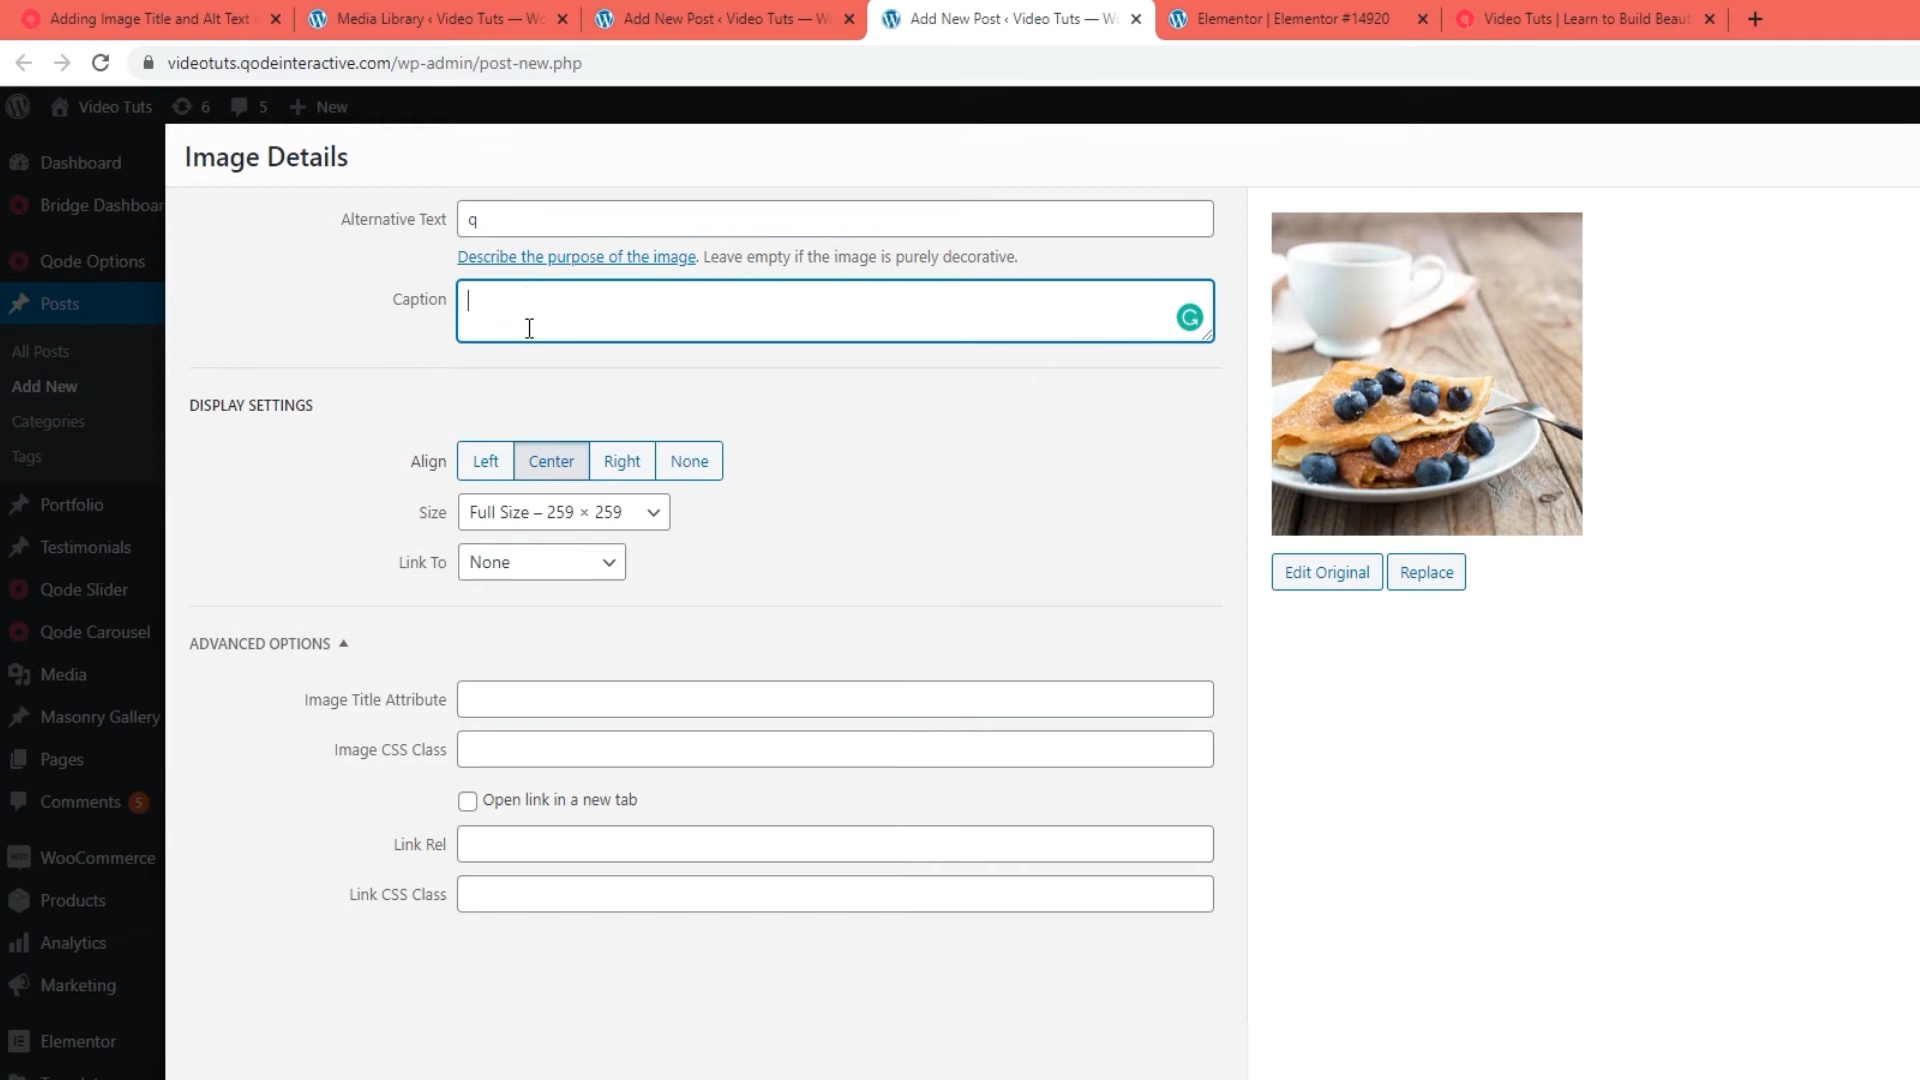 Adding Image Title and Alt Text
Media Library ‹ Video Tuts — Wo
Add New Post ‹ Video Tuts — W
Add New Post ‹ Video Tuts — Wo
Elementor | Elementor #14920
Video Tuts | Learn to Build Beaut
videotuts.qodeinteractive.com/wp-admin/post-new.php
Video Tuts 6 5 + New
Dashboard
Bridge Dashboar
Qode Options
Posts
All Posts
Add New
Categories
Tags
Portfolio
Testimonials
Qode Slider
Qode Carousel
Media
Masonry Gallery
Pages
Comments 5
WooCommerce
Products
Analytics
Marketing
Elementor
Image Details
Alternative Text q
Describe the purpose of the image. Leave empty if the image is purely decorative.
Caption
DISPLAY SETTINGS
Align Left Center Right None
Size Full Size – 259 × 259
Link To None
ADVANCED OPTIONS
Image Title Attribute
Image CSS Class
Open link in a new tab
Link Rel
Link CSS Class
Edit Original Replace